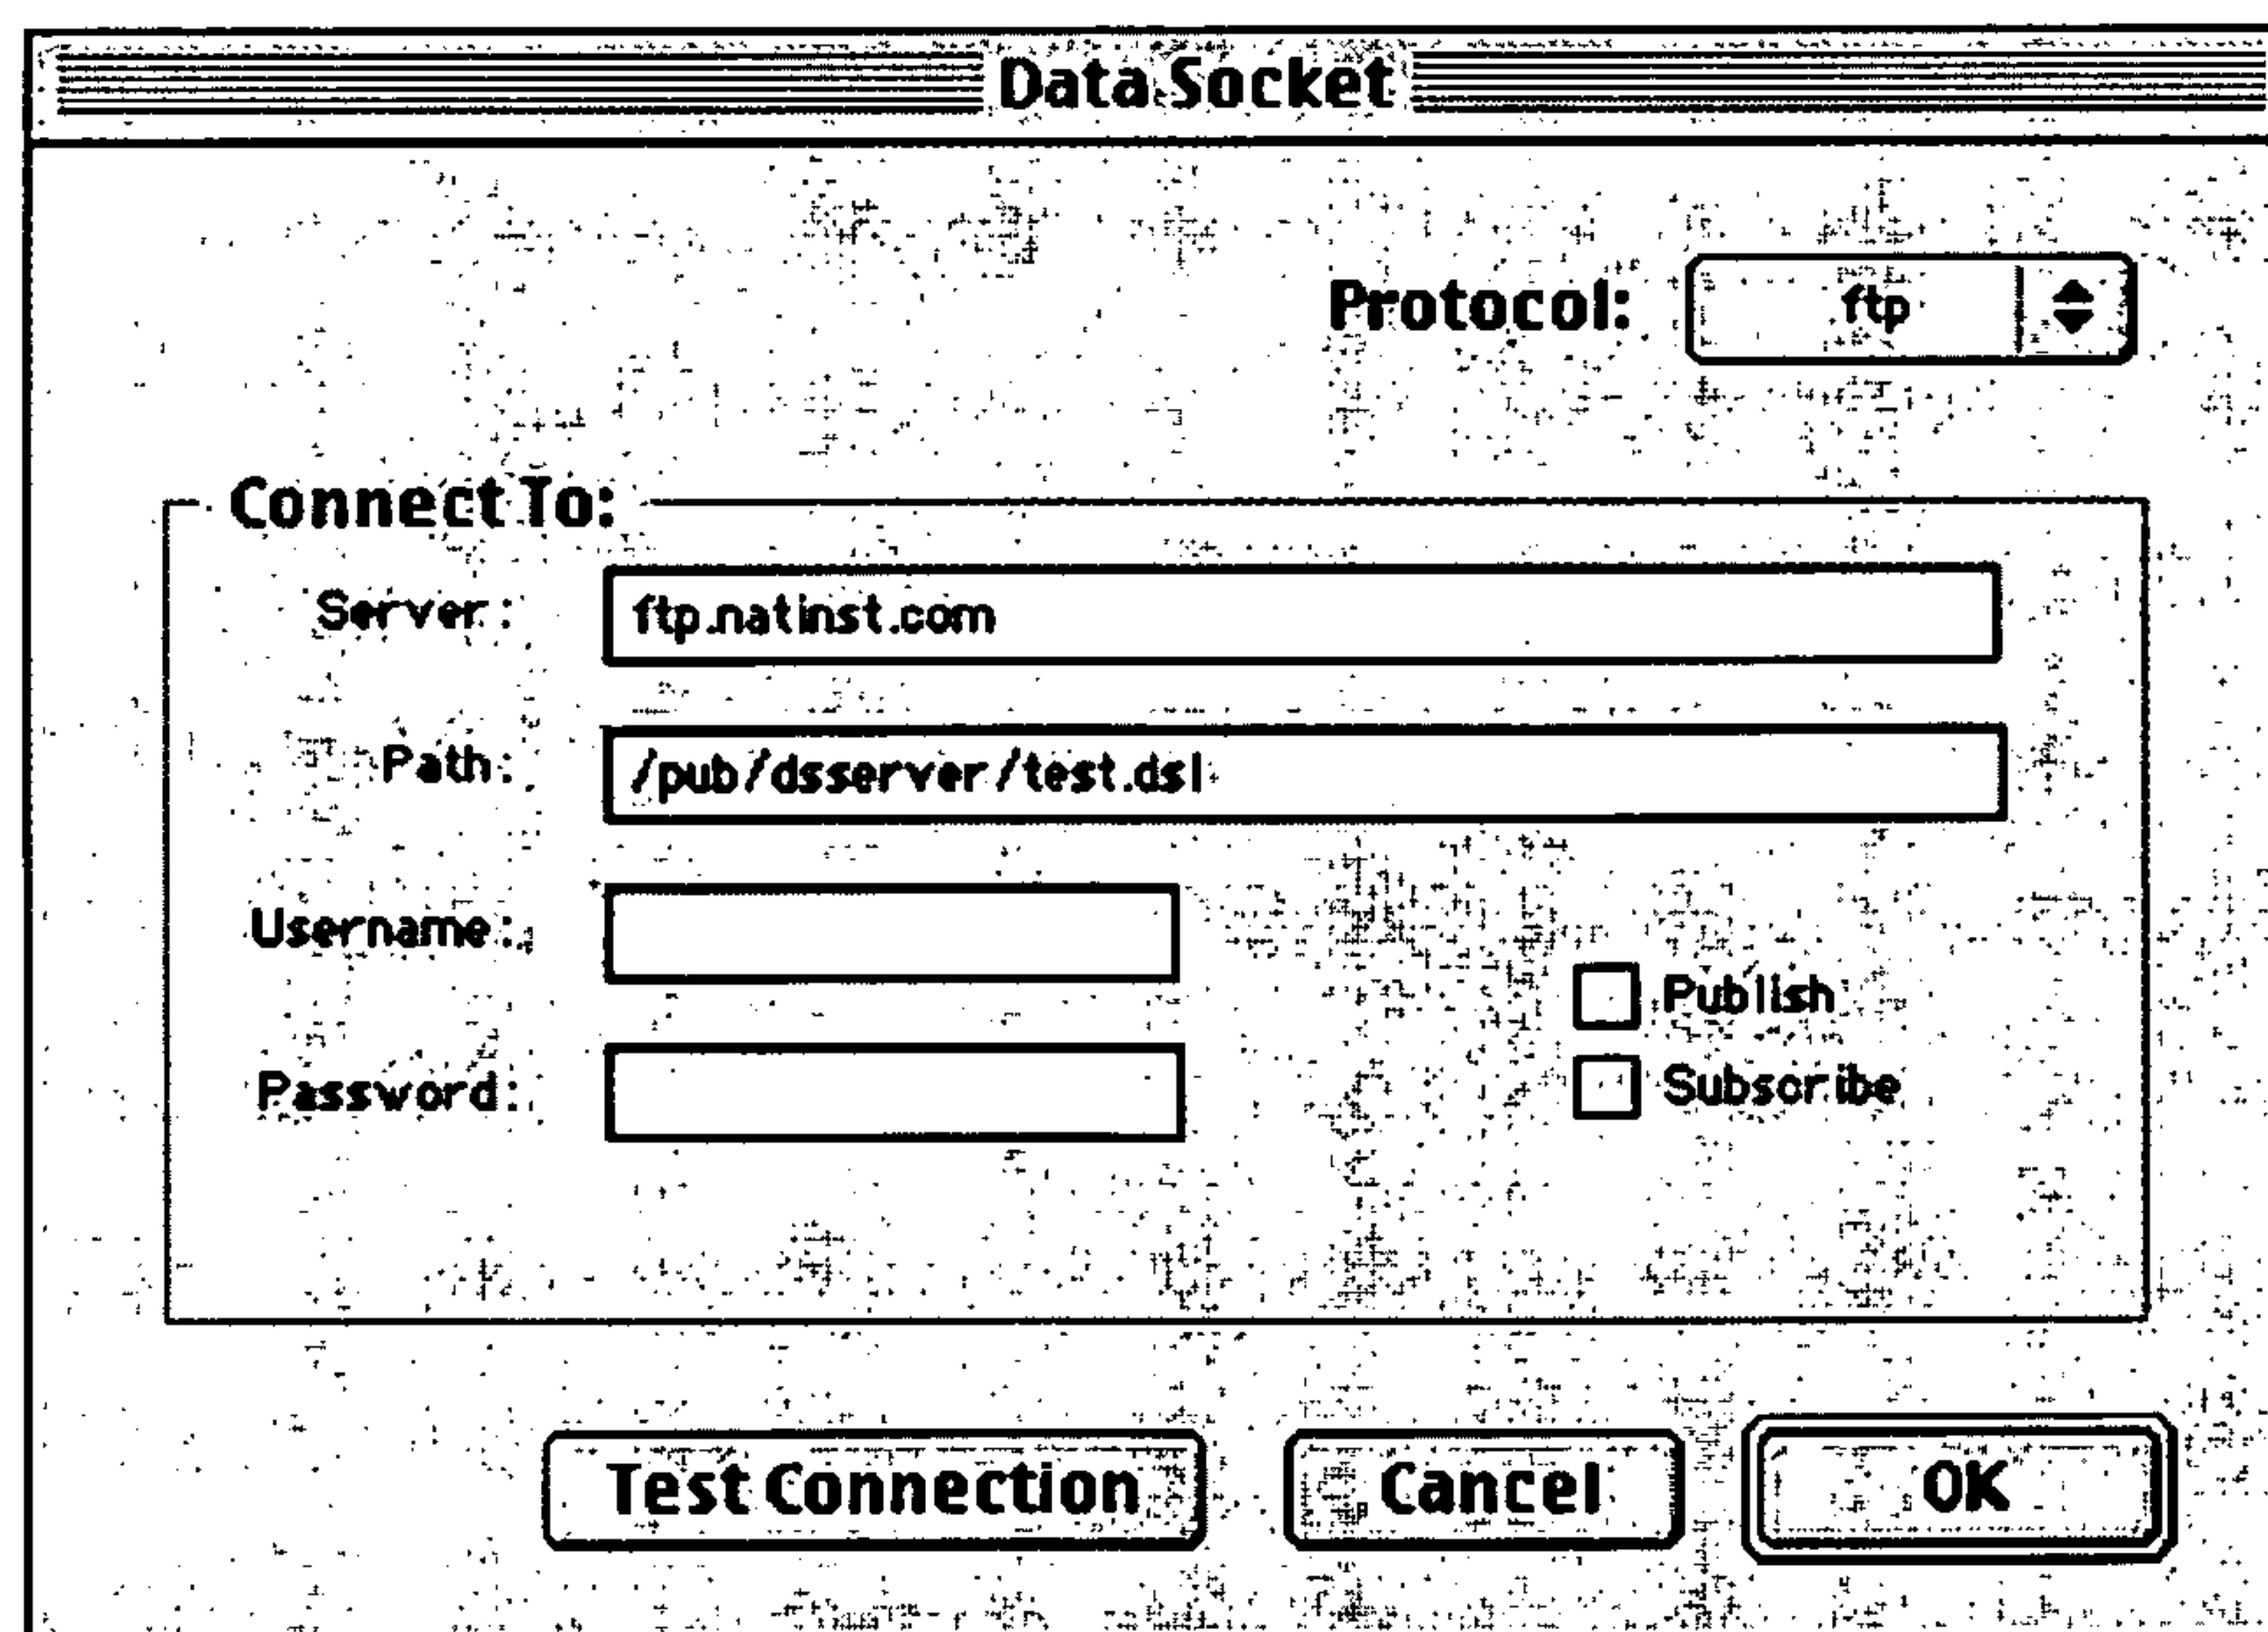 Data Socket
Protocol: ftp
Connect To:
Server: ftp.natinst.com
Path: /pub/dsserver/test.dsl
Username:
Publish
Password:
Subscribe
Test Connection Cancel OK